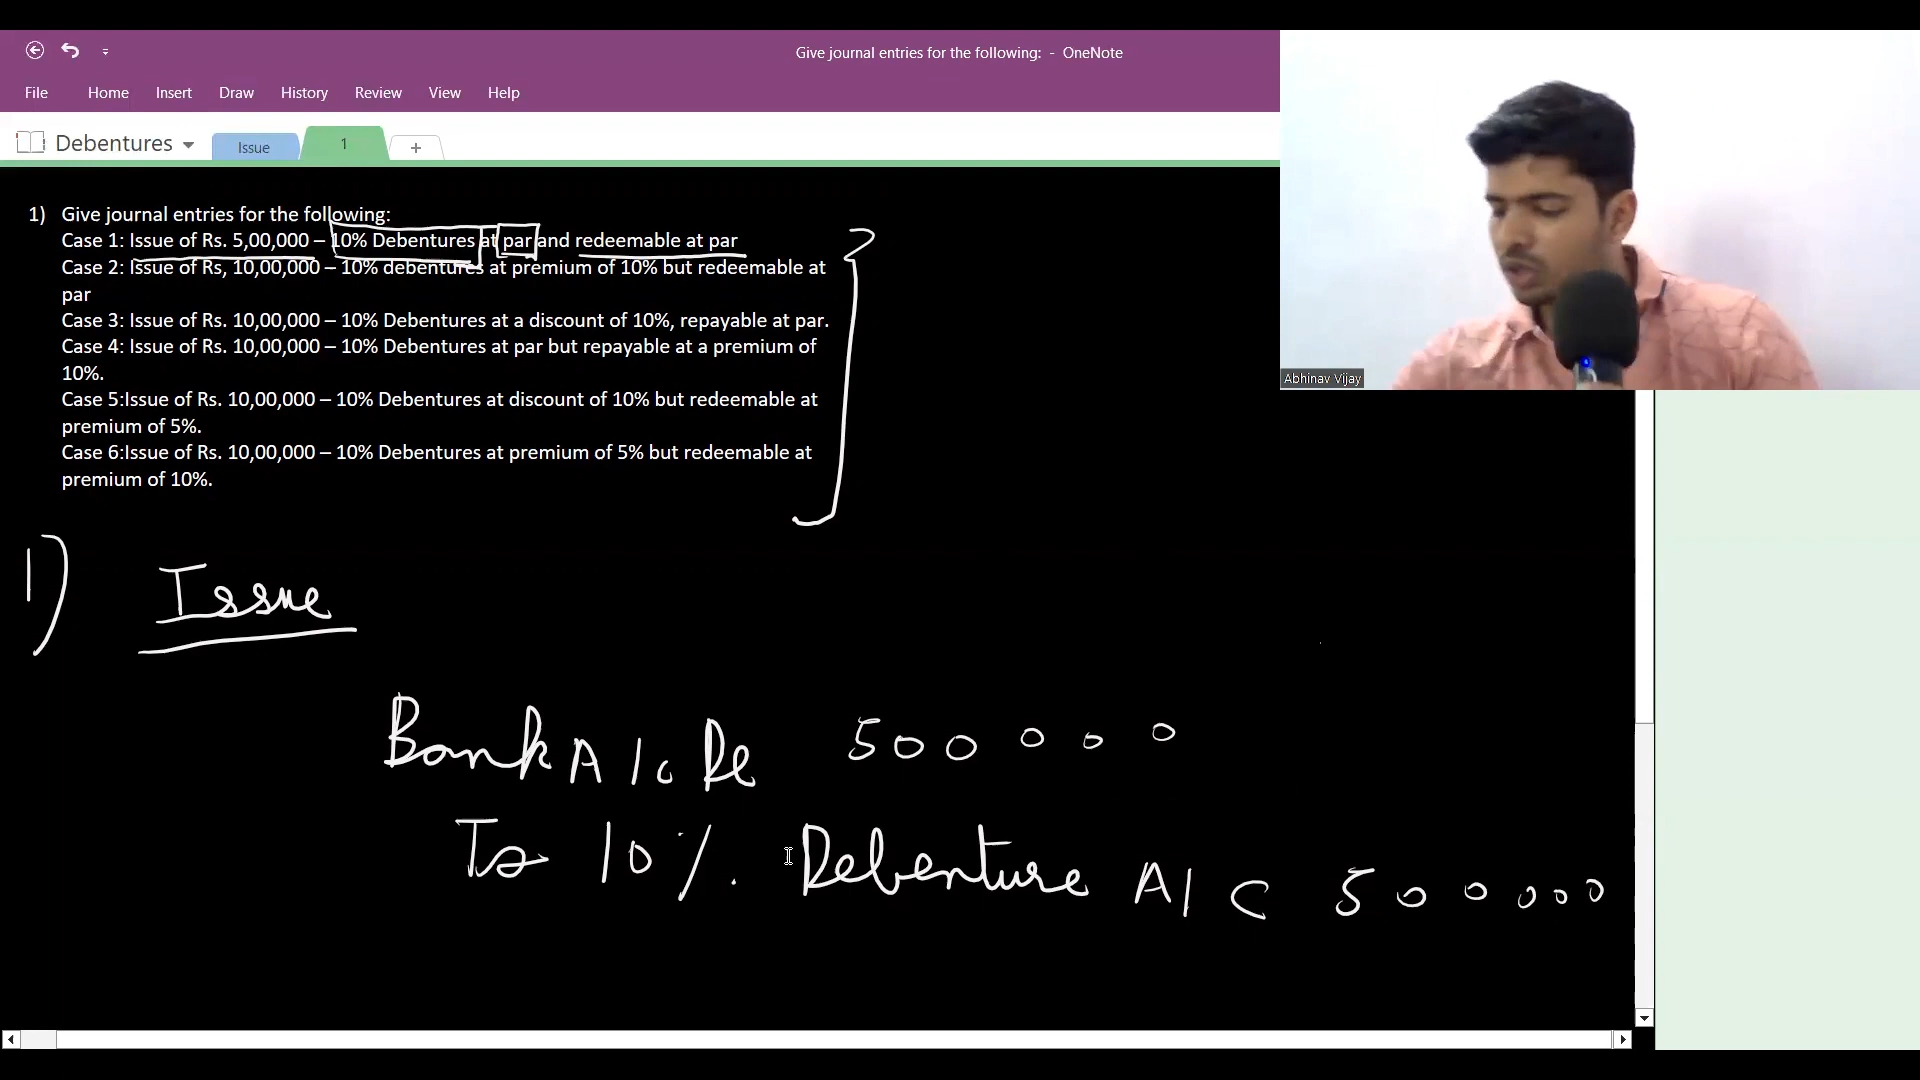 Give journal entries for the following: - OneNote
File Home Insert Draw History Review View Help
Debentures Issue 1 +
1) Give journal entries for the following:
Case 1: Issue of Rs. 5,00,000 – 10% Debentures at par and redeemable at par
Case 2: Issue of Rs, 10,00,000 – 10% debentures at premium of 10% but redeemable at
par
Case 3: Issue of Rs. 10,00,000 – 10% Debentures at a discount of 10%, repayable at par.
Case 4: Issue of Rs. 10,00,000 – 10% Debentures at par but repayable at a premium of
10%.
Case 5:Issue of Rs. 10,00,000 – 10% Debentures at discount of 10% but redeemable at
premium of 5%.
Case 6:Issue of Rs. 10,00,000 – 10% Debentures at premium of 5% but redeemable at
premium of 10%.
Abhinav Vijay
1) Issue
Bank A/c Dr 500000
To 10%. Debenture A/C 500000